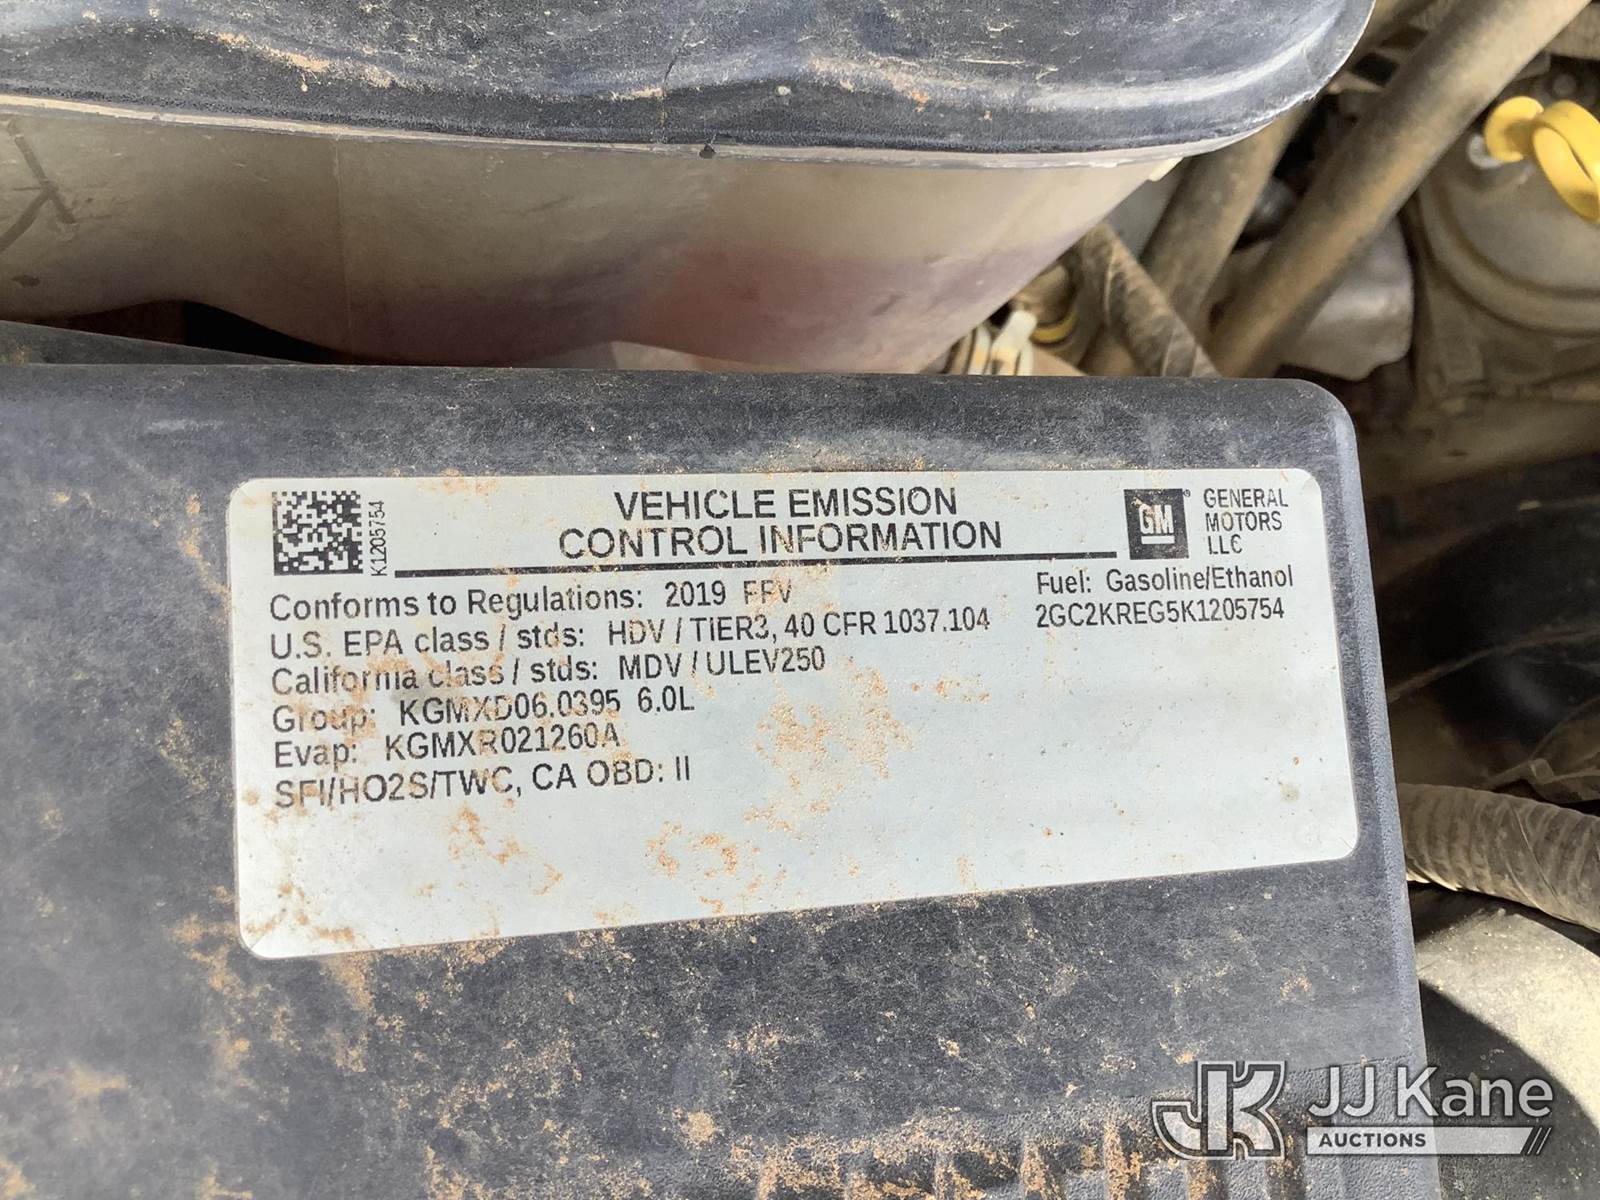 K1205754
VEHICLE EMISSION
CONTROL INFORMATION
GM
GENERAL
MOTORS
LLC
Conforms to Regulations: 2019 FFV
Fuel: Gasoline/Ethanol
U.S. EPA class / stds: HDV / TIER3, 40 CFR 1037.104
2GC2KREG5K1205754
California class / stds: MDV / ULEV250
Group: KGMXD06.0395 6.0L
Evap: KGMXR021260A
SFI/HO2S/TWC, CA OBD: II
JK JJ Kane
AUCTIONS